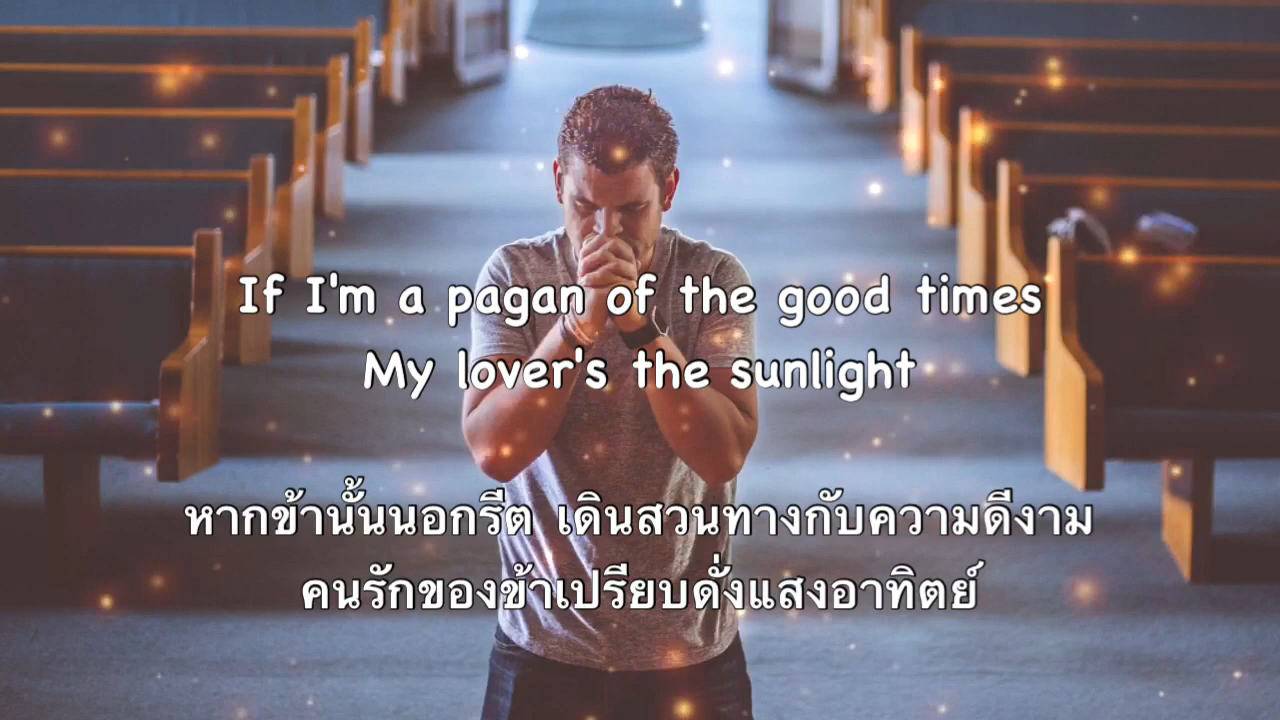 If I'm a pagan of the good times
My lover's the sunlight
หากข้านั้นนอกรีต เดินสวนทางกับความดีงาม
คนรักของข้าเปรียบดั่งแสงอาทิตย์